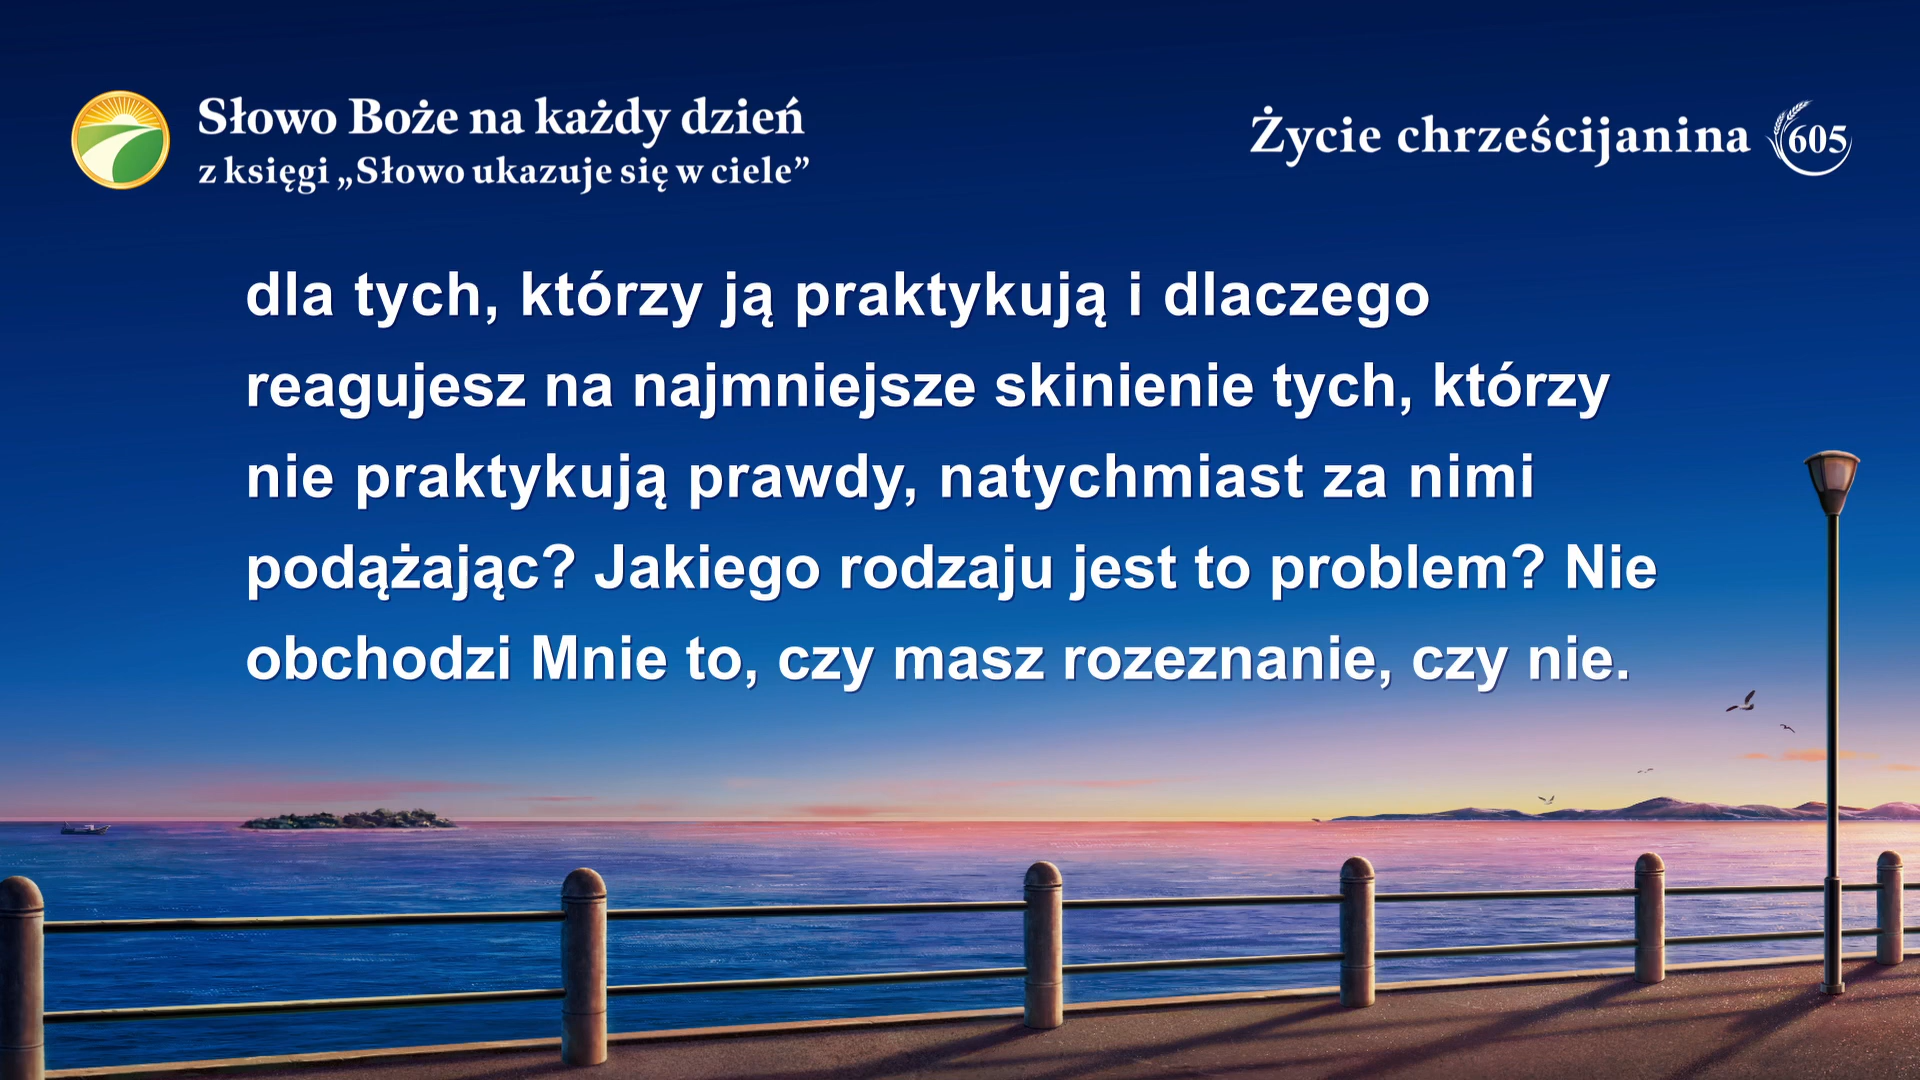 Słowo Boże na każdy dzień
z księgi „Słowo ukazuje się w ciele”
Życie chrześcijanina 605
dla tych, którzy ją praktykują i dlaczego
reagujesz na najmniejsze skinienie tych, którzy
nie praktykują prawdy, natychmiast za nimi
podążając? Jakiego rodzaju jest to problem? Nie
obchodzi Mnie to, czy masz rozeznanie, czy nie.